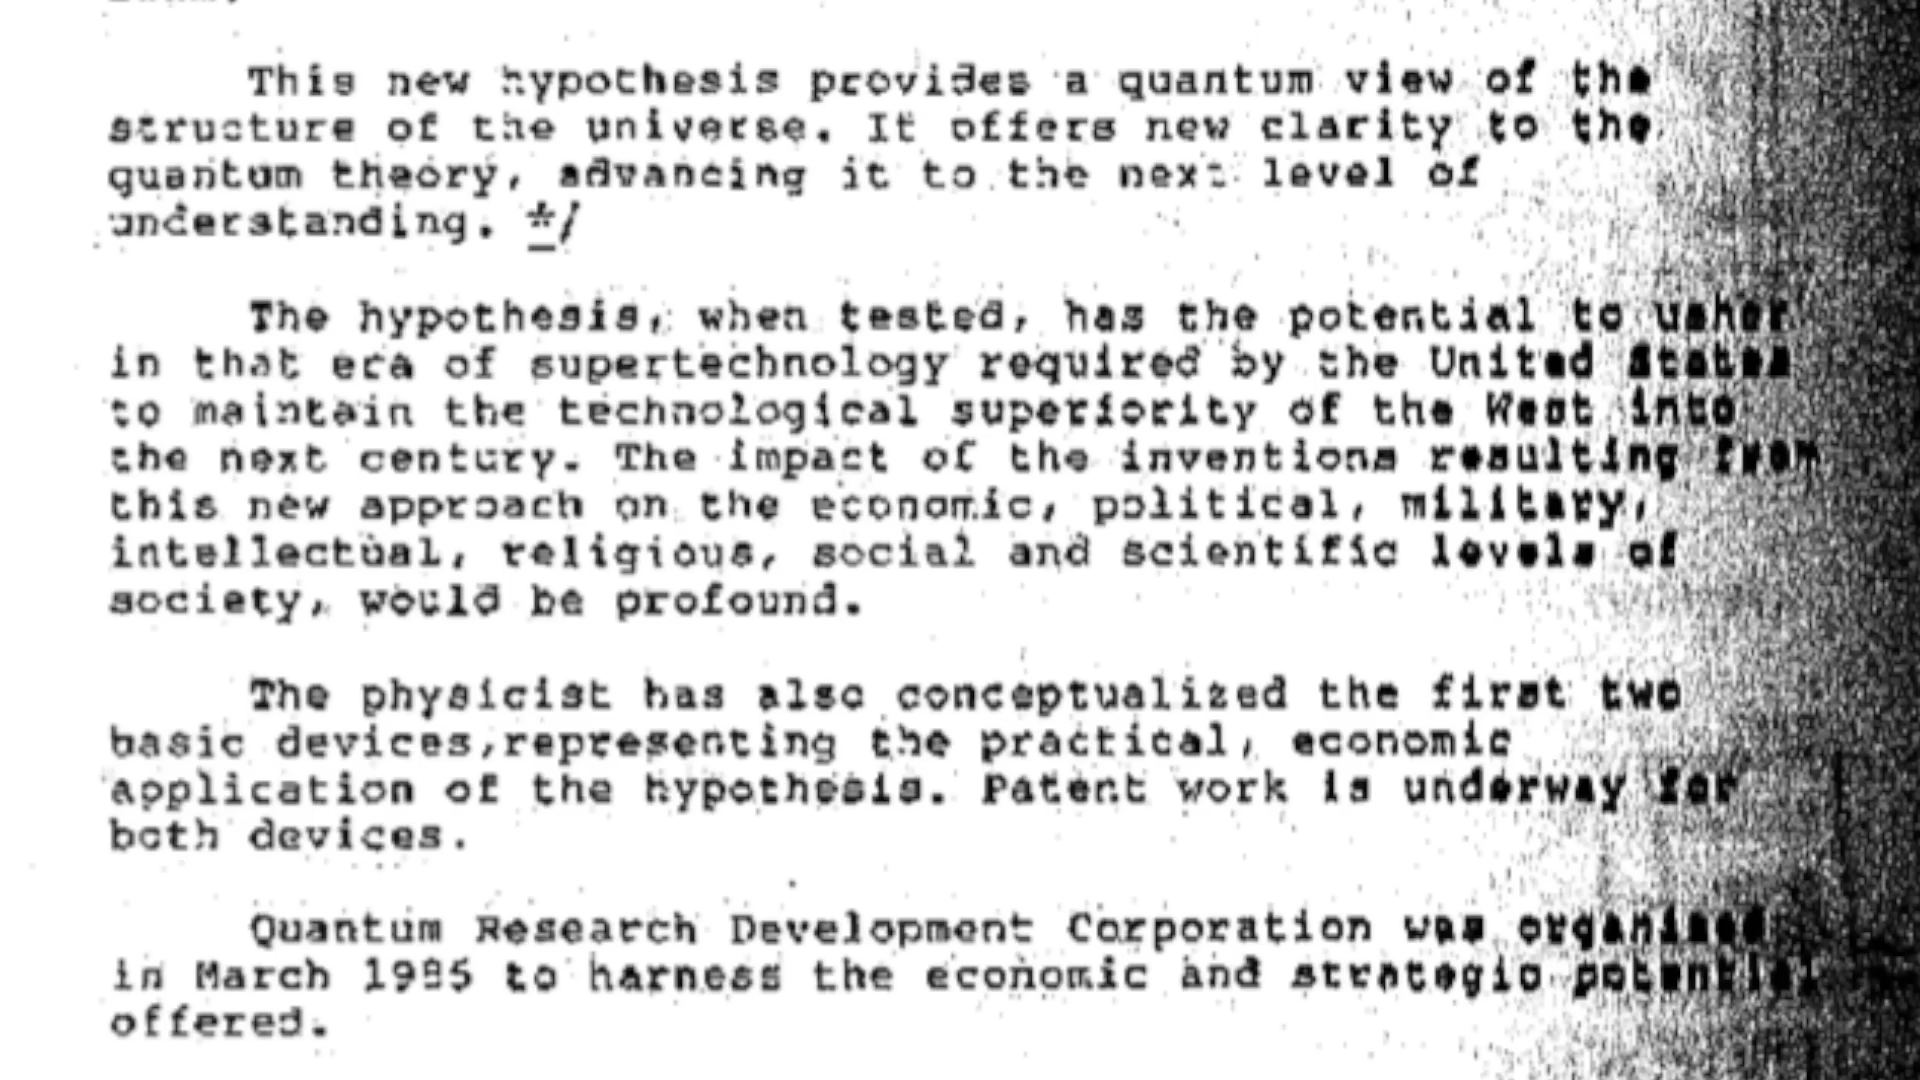 This new hypothesis provides a quantum view of the
structure of the universe. It offers new clarity to the
quantum theory, advancing it to the next level of
understanding. */
The hypothesis, when tested, has the potential to usher
in that era of supertechnology required by the United States
to maintain the technological superiority of the West into
the next century. The impact of the inventions resulting from
this new approach on the economic, political, military,
intellectual, religious, social and scientific levels of
society, would be profound.
The physicist has also conceptualized the first two
basic devices,representing the practical, economic
application of the hypothesis. Patent work is underway for
both devices.
Quantum Research Development Corporation was organized
in March 1985 to harness the economic and strategic potential
offered.